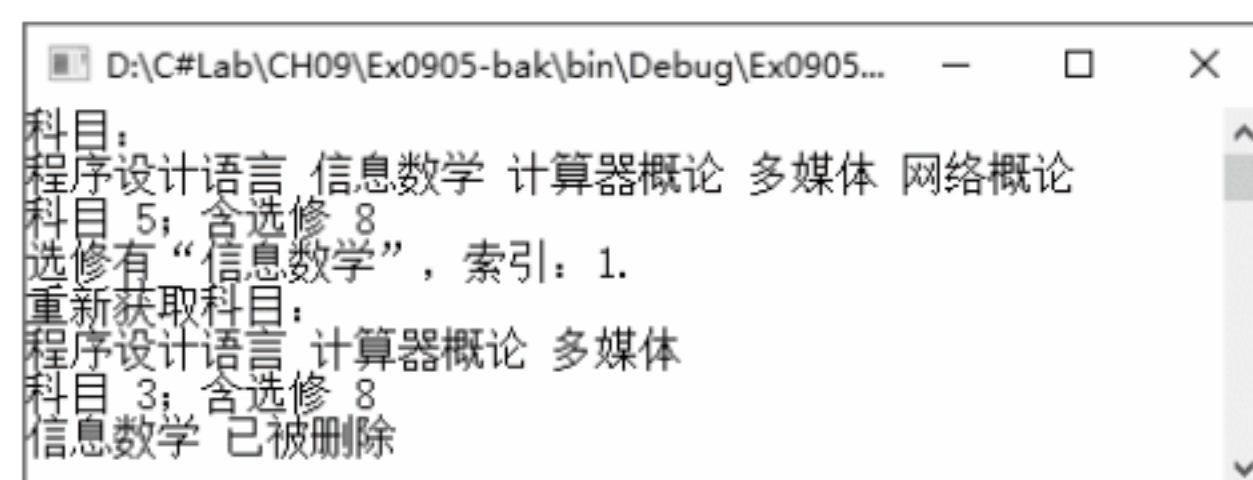 D:\C#Lab\CH09\Ex0905-bak\bin\Debug\Ex0905...
科目：
程序设计语言 信息数学 计算器概论 多媒体 网络概论
科目 5；含选修 8
选修有“信息数学”，索引：1.
重新获取科目：
程序设计语言 计算器概论 多媒体
科目 3；含选修 8
信息数学 已被删除